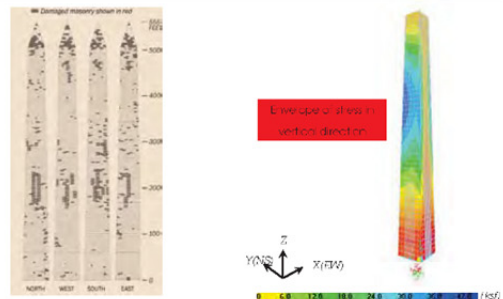 Damaged masonry shown in red
FEET
500
400
300
200
100
0
NORTH WEST SOUTH EAST
Envelope of stress in
vertical direction
Z
Y(NS)
X(EW)
0 6.0 12.0 18.0 24.0 30.0 36.0 42.0 [ksf]